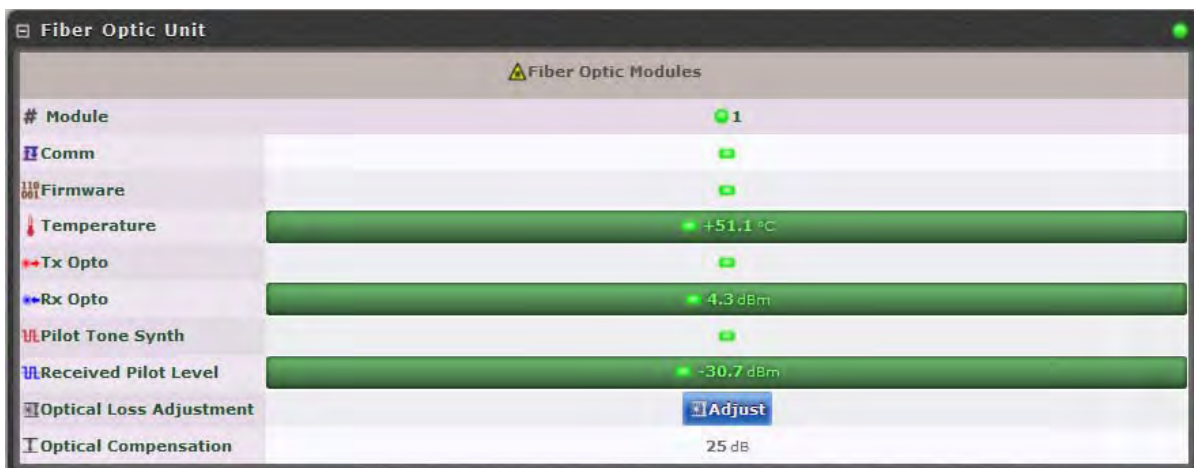 Fiber Optic Unit
Fiber Optic Modules
# Module 1
Comm
Firmware
Temperature +51.1 °C
Tx Opto
Rx Opto 4.3 dBm
Pilot Tone Synth
Received Pilot Level -30.7 dBm
Optical Loss Adjustment Adjust
Optical Compensation 25 dB